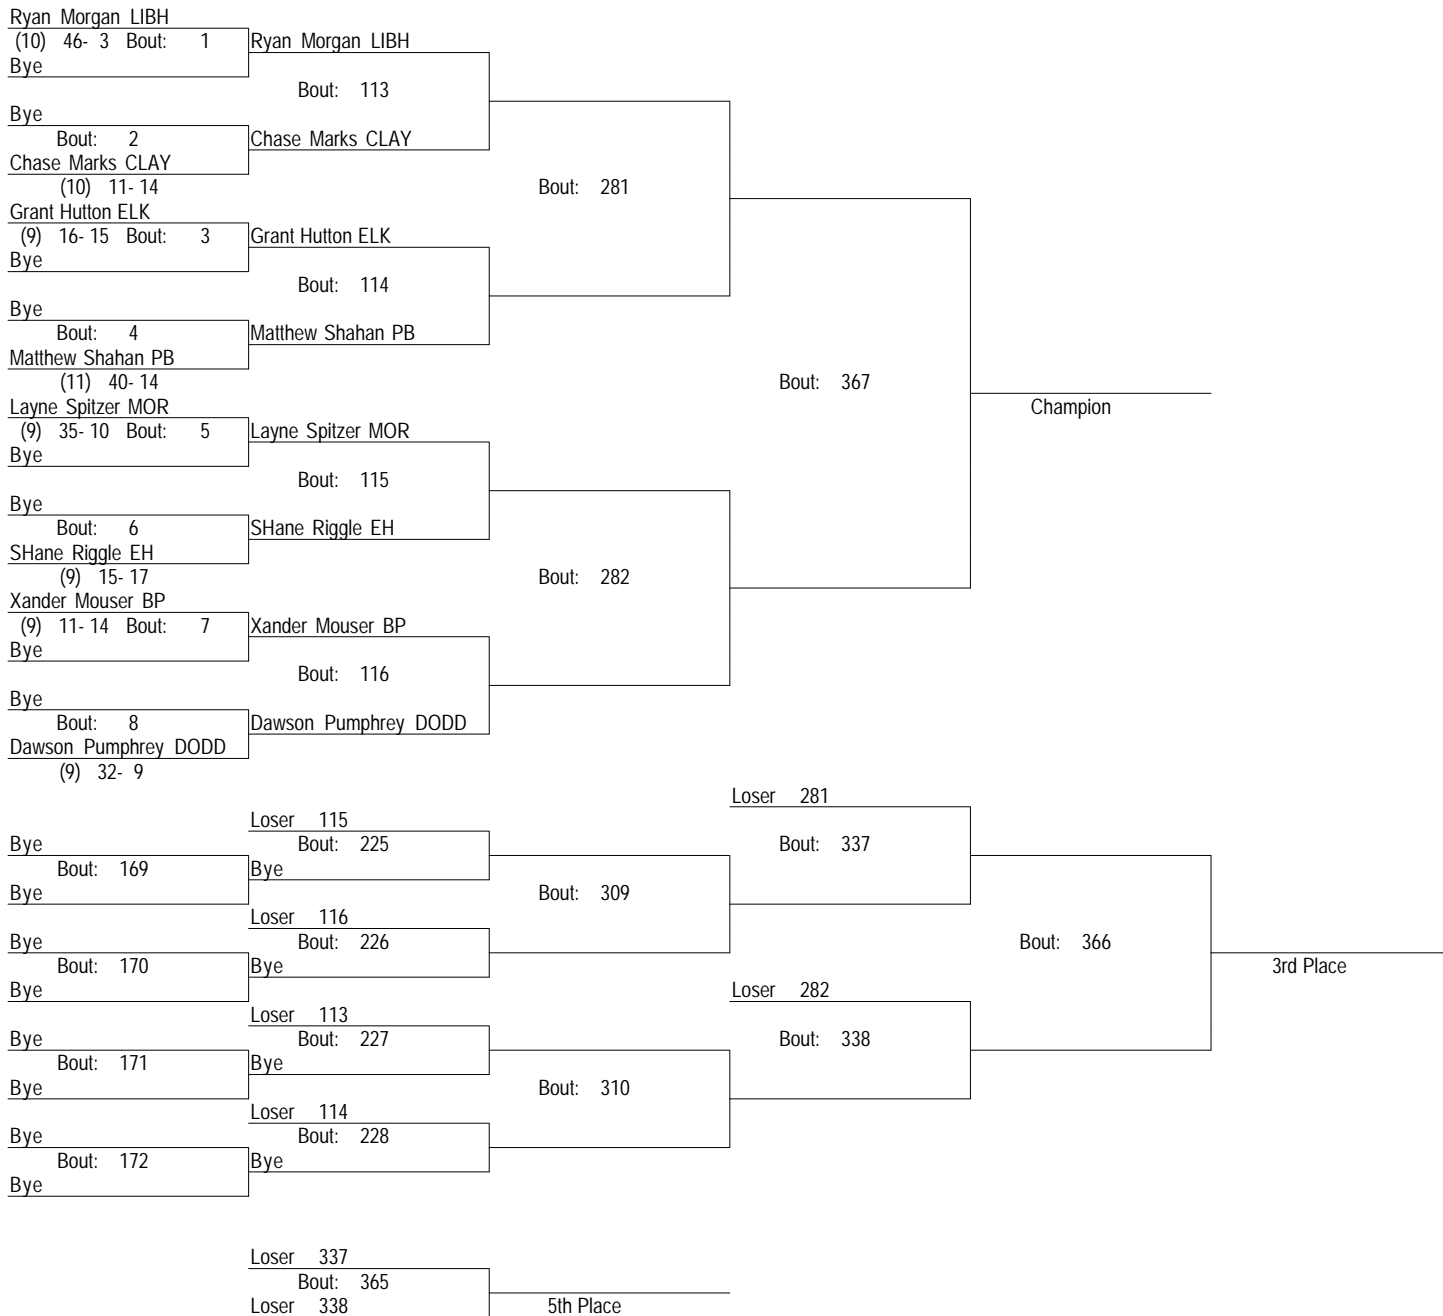 Ryan Morgan LIBH
(10) 46- 3 Bout: 1
Ryan Morgan LIBH
Bye
Bout: 113
Bye
Bout: 2
Chase Marks CLAY
Chase Marks CLAY
(10) 11- 14
Bout: 281
Grant Hutton ELK
(9) 16- 15 Bout: 3
Grant Hutton ELK
Bye
Bout: 114
Bye
Bout: 4
Matthew Shahan PB
Matthew Shahan PB
(11) 40- 14
Bout: 367
Champion
Layne Spitzer MOR
(9) 35- 10 Bout: 5
Layne Spitzer MOR
Bye
Bout: 115
Bye
Bout: 6
SHane Riggle EH
SHane Riggle EH
(9) 15- 17
Bout: 282
Xander Mouser BP
(9) 11- 14 Bout: 7
Xander Mouser BP
Bye
Bout: 116
Bye
Bout: 8
Dawson Pumphrey DODD
Dawson Pumphrey DODD
(9) 32- 9
Loser 281
Loser 115
Bye
Bout: 225
Bout: 337
Bout: 169
Bye
Bye
Bout: 309
Loser 116
Bye
Bout: 226
Bout: 366
Bout: 170
Bye
3rd Place
Bye
Loser 282
Loser 113
Bye
Bout: 227
Bout: 338
Bout: 171
Bye
Bye
Bout: 310
Loser 114
Bye
Bout: 228
Bout: 172
Bye
Bye
Loser 337
Bout: 365
Loser 338
5th Place